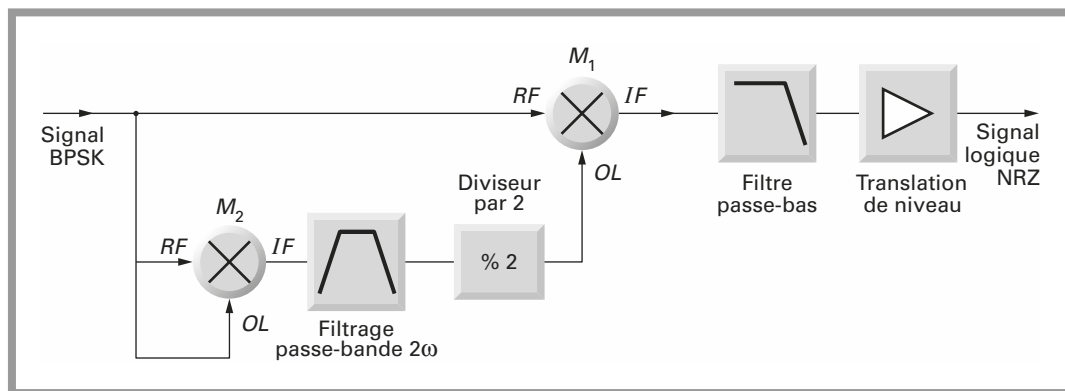 M1
RF
IF
Signal
BPSK
OL
Diviseur
par 2
Filtre
passe-bas
Translation
de niveau
Signal
logique
NRZ
M2
RF
IF
% 2
OL
Filtrage
passe-bande 2ω